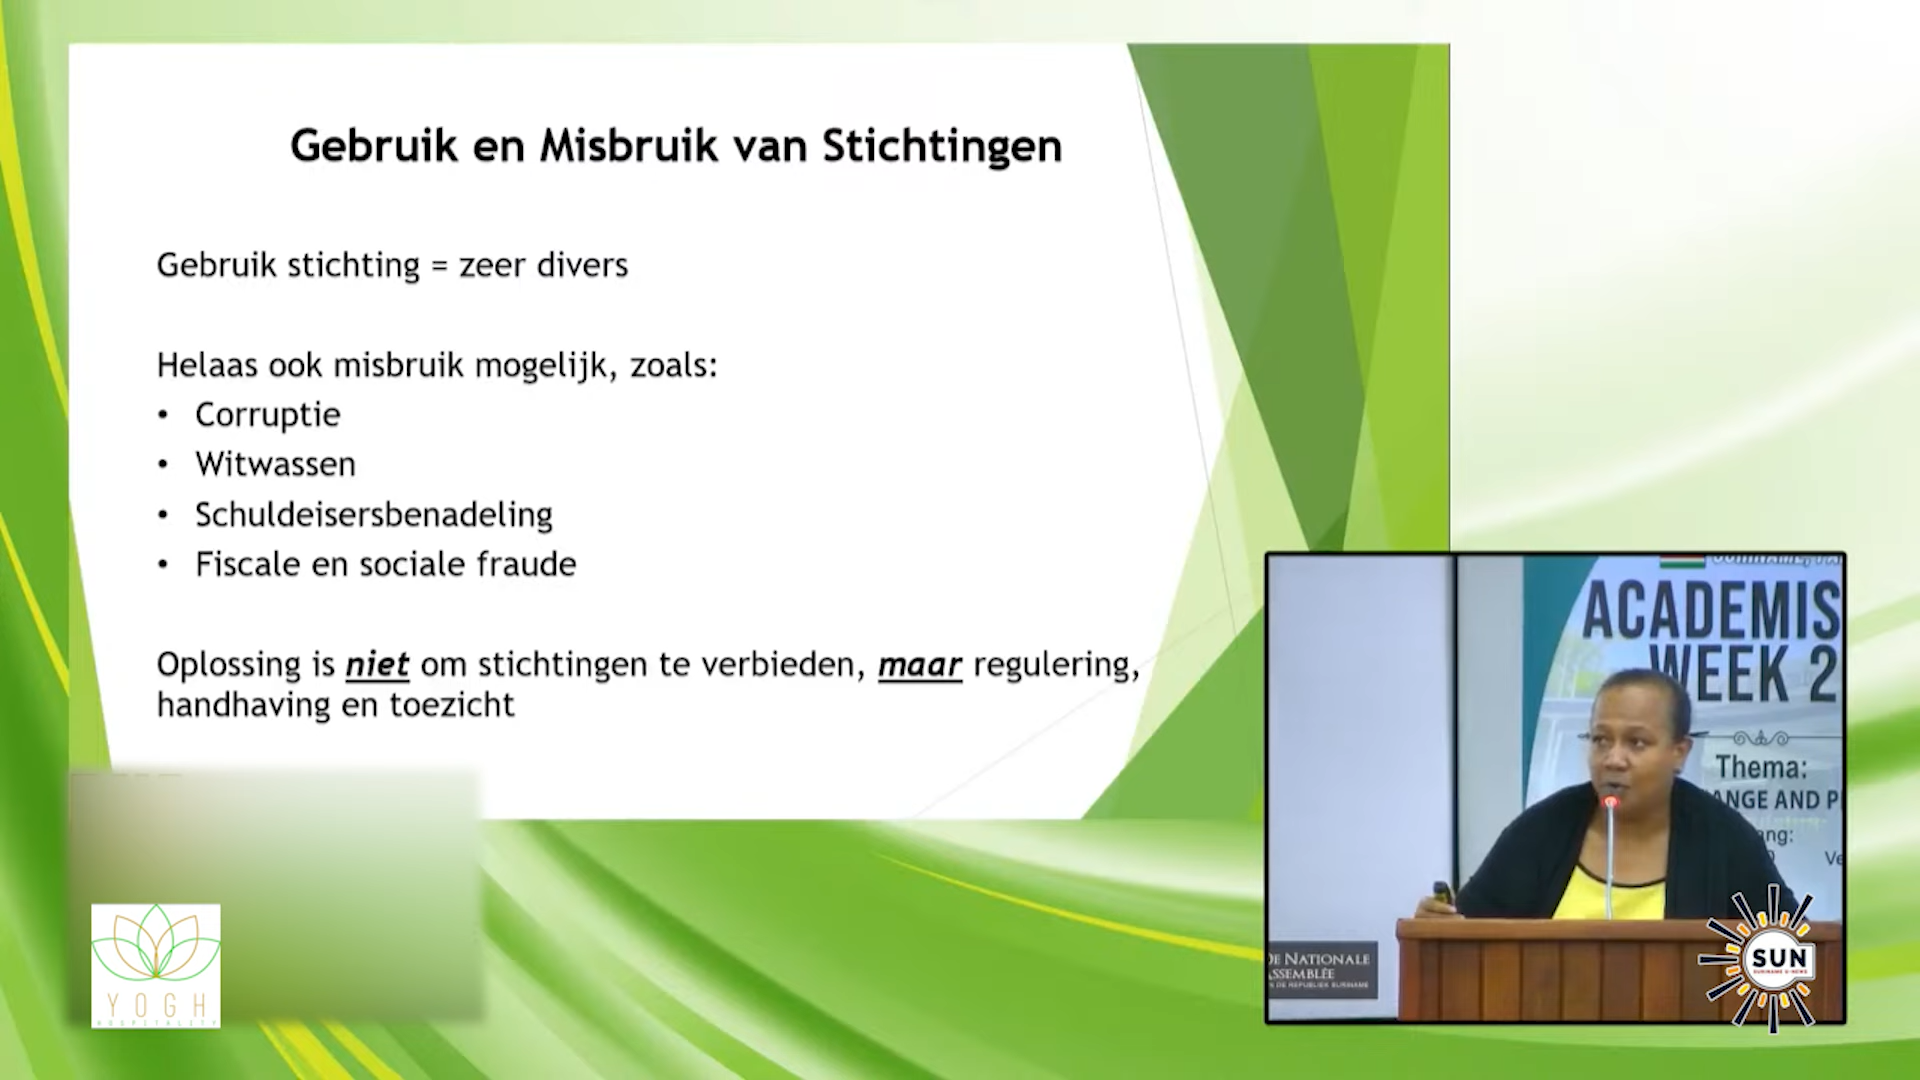 Gebruik en Misbruik van Stichtingen
Gebruik stichting = zeer divers
Helaas ook misbruik mogelijk, zoals:
• Corruptie
• Witwassen
• Schuldeisersbenadeling
• Fiscale en sociale fraude
Oplossing is niet om stichtingen te verbieden, maar regulering,
handhaving en toezicht
ACADEMIS
WEEK 2
Thema:
ANGE AND P
ang:
Ve
DE NATIONALE
ASSEMBLÉE
DE REPUBLIEK SURINAME
SUN
YOGH
HOSPITALITY